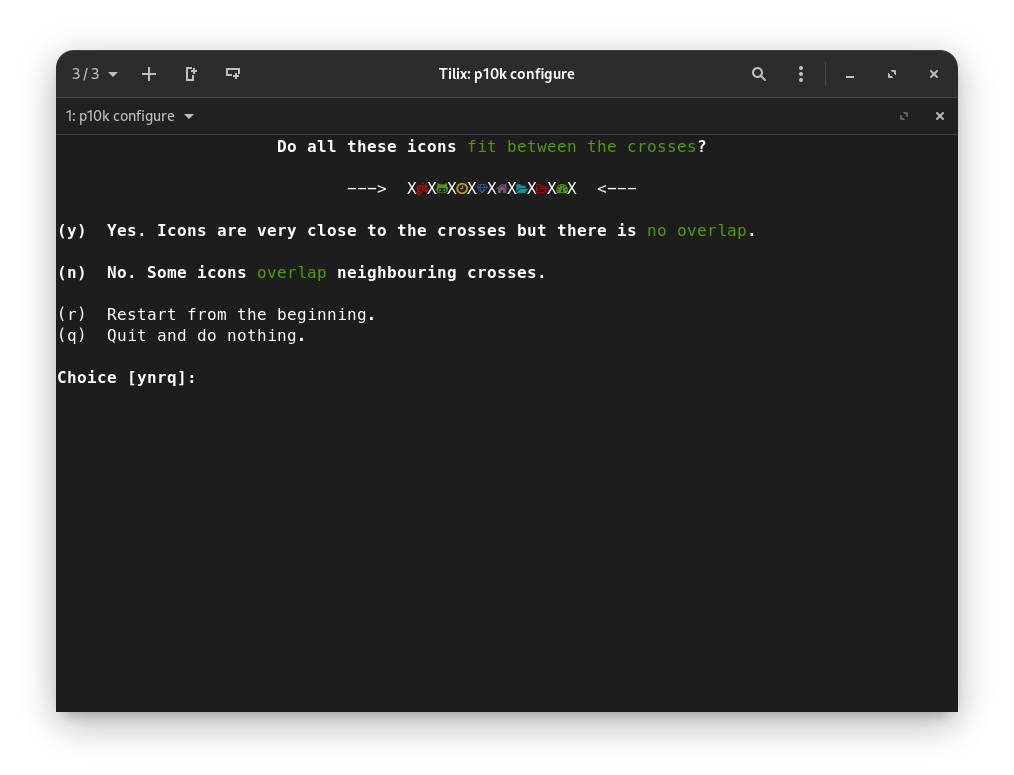 3 / 3
Tilix: p10k configure
1: p10k configure
Do all these icons fit between the crosses?
---> XXXXXXXXX <---
(y) Yes. Icons are very close to the crosses but there is no overlap.
(n) No. Some icons overlap neighbouring crosses.
(r) Restart from the beginning.
(q) Quit and do nothing.
Choice [ynrq]: